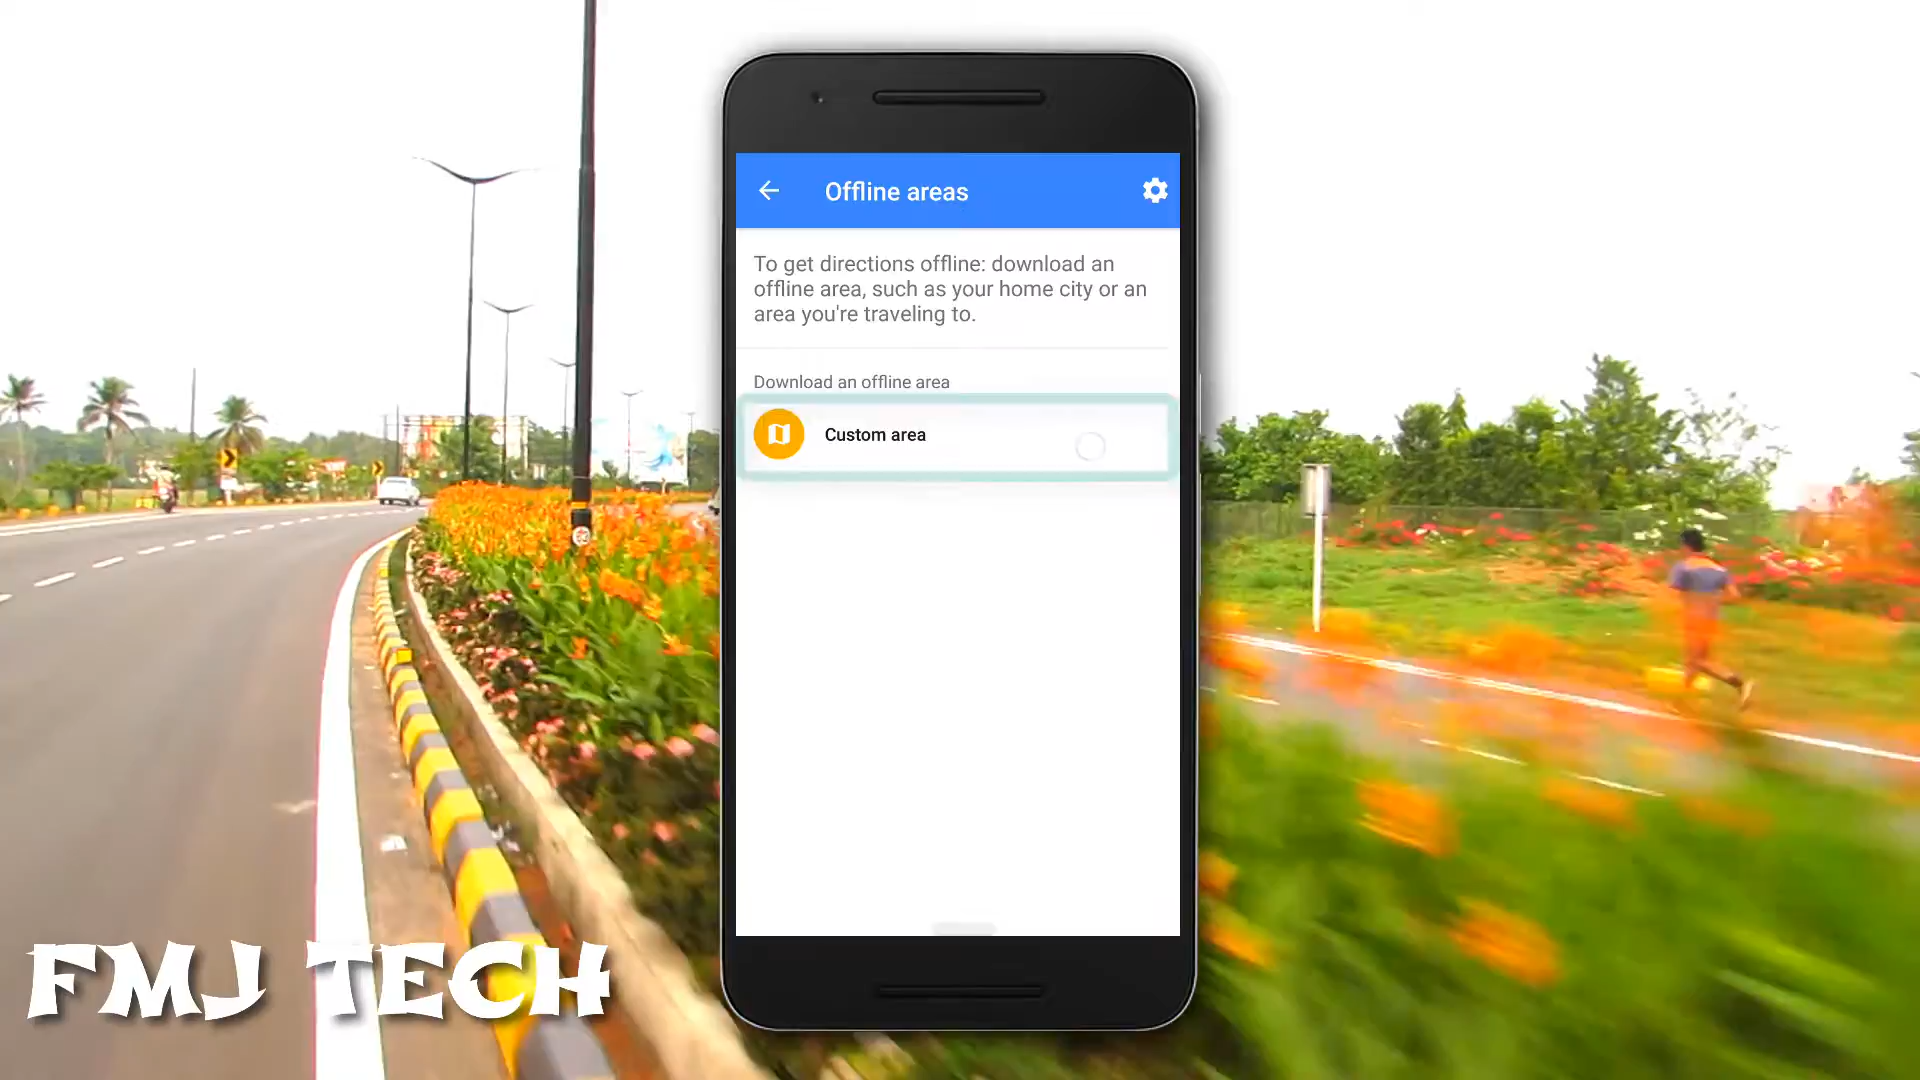 Offline areas
To get directions offline: download an
offline area, such as your home city or an
area you're traveling to.
Download an offline area
Custom area
FMJ TECH